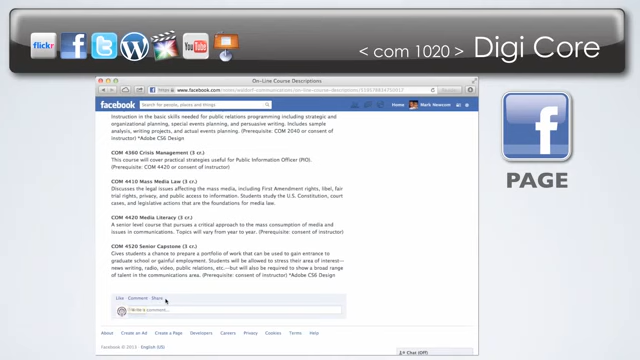 flickr
You Tube
< com 1020 > Digi Core
On-Line Course Descriptions
facebook
Search for people, places and things
Home
Instruction in the basic skills needed for public relations programming including strategic and
organizational planning, special events planning, and persuasive writing. Includes sample
analysis, writing projects, and actual events planning. (Prerequisite: COM 2040 or consent of
instructor) *Adobe CS6 Design
COM 4360 Crisis Management (3 cr.)
This course will cover practical strategies useful for Public Information Officer (PIO).
(Prerequisite: COM 4420 or consent of instructor)
COM 4410 Mass Media Law (3 cr.)
Discusses the legal issues affecting the mass media, including First Amendment rights, libel, fair
trial rights, privacy, and public access to information. Students study the U.S. Constitution, court
cases, and legislative actions that are the foundations for media law.
COM 4420 Media Literacy (3 cr.)
A senior-level course that pursues a critical approach to the mass consumption of media and
issues in communications. Topics will vary from year to year. (Prerequisite: consent of instructor)
COM 4520 Senior Capstone (3 cr.)
Gives students a chance to prepare a portfolio of work that can be used to gain entrance to
graduate school or gainful employment. Students will be allowed to stress their area of interest—
news writing, radio, video, public relations, etc.—but will also be required to show a broad range
of talent in the communications area. (Prerequisite: COM 4360) *Adobe CS6 Design
Like · Comment · Share
Write a comment...
About Create an Ad Create a Page Developers Careers Privacy Cookies Terms Help
Facebook © 2013 · English (US)
Chat (Off)
PAGE